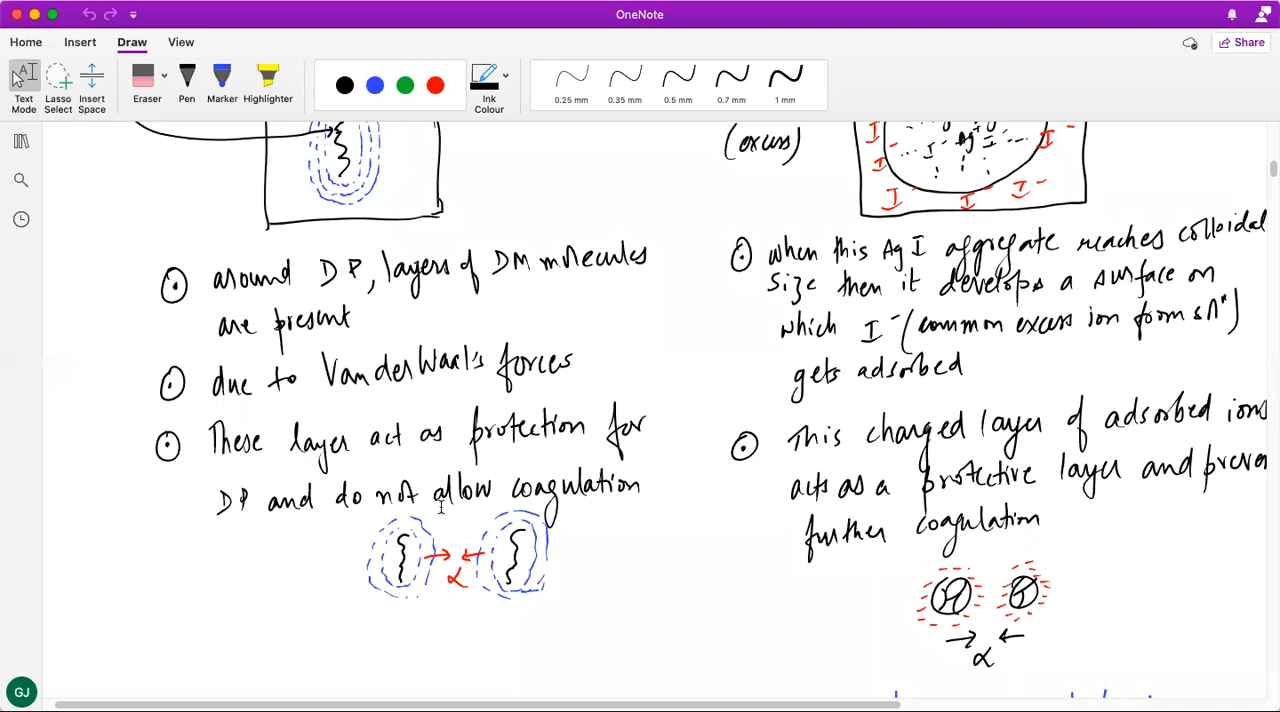 OneNote
Home Insert Draw View
Share
Text Mode
Lasso Select
Insert Space
Eraser
Pen
Marker
Highlighter
Ink Colour
0.25 mm
0.35 mm
0.5 mm
0.7 mm
1 mm
around DP, layers of DM molecules
are present
due to VanderWaal's forces
These layer act as protection for
DP and do not allow coagulation
(excess)
I I - I -
I - Ag+ I -
I - I - I -
when this AgI aggregate reaches colloidal
size then it develops a surface on
which I- (common excess ion form slnn)
gets adsorbed
This charged layer of adsorbed ions
acts as a protective layer and preve
further coagulation
GJ